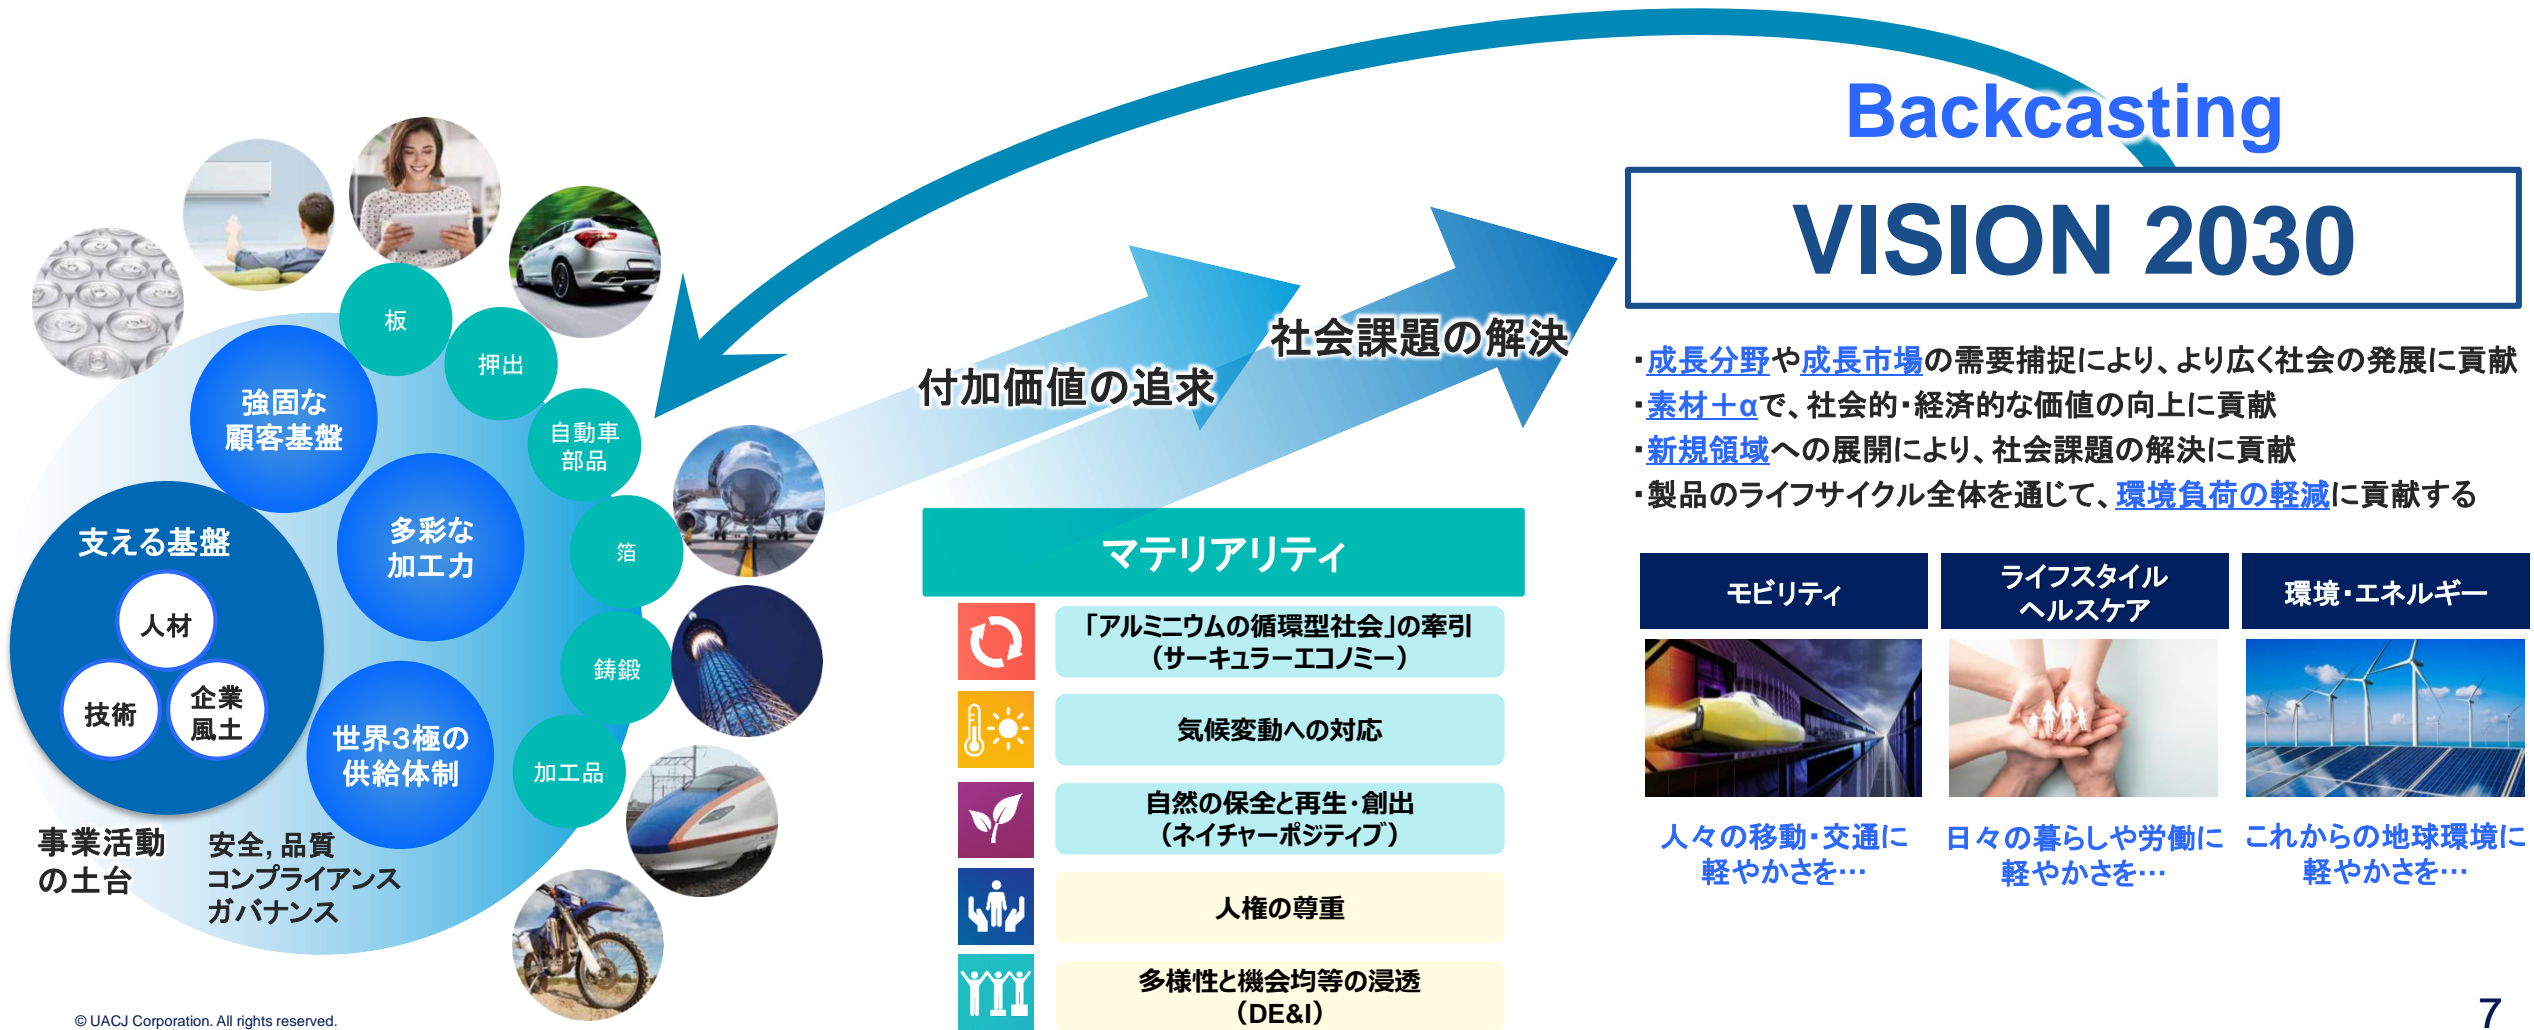 Backcasting
VISION 2030
板
押出
自動車
部品
箔
鋳鍛
加工品
強固な
顧客基盤
多彩な
加工力
世界3極の
供給体制
支える基盤
人材
技術
企業
風土
事業活動
の土台
安全, 品質
コンプライアンス
ガバナンス
付加価値の追求
社会課題の解決
マテリアリティ
「アルミニウムの循環型社会」の牽引
（サーキュラーエコノミー）
気候変動への対応
自然の保全と再生・創出
（ネイチャーポジティブ）
人権の尊重
多様性と機会均等の浸透
（DE&I）
・成長分野や成長市場の需要捕捉により、より広く社会の発展に貢献
・素材＋αで、社会的・経済的な価値の向上に貢献
・新規領域への展開により、社会課題の解決に貢献
・製品のライフサイクル全体を通じて、環境負荷の軽減に貢献する
モビリティ
ライフスタイル
ヘルスケア
環境・エネルギー
人々の移動・交通に
軽やかさを…
日々の暮らしや労働に
軽やかさを…
これからの地球環境に
軽やかさを…
© UACJ Corporation. All rights reserved.
7